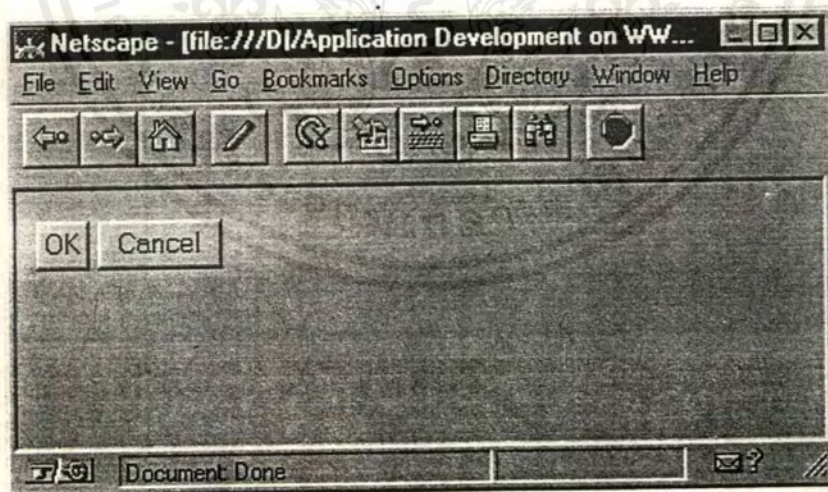 Netscape - [file:///D|/Application Development on WW...
File Edit View Go Bookmarks Options Directory Window Help
OK Cancel
Document: Done